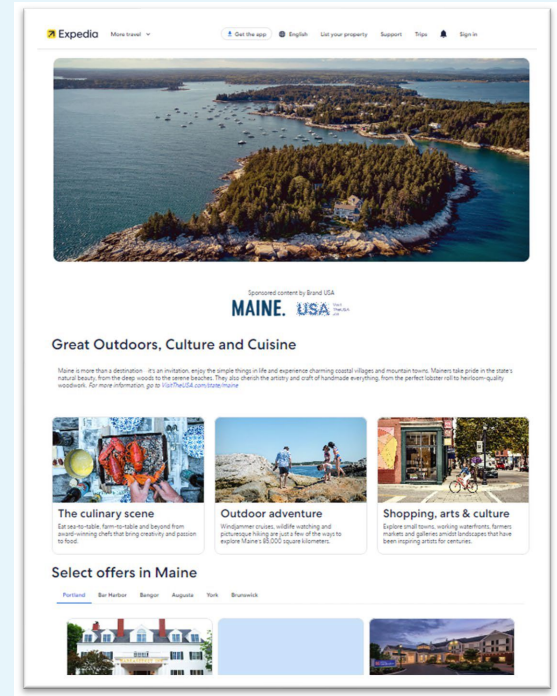 Expedia
More travel
Get the app
English
List your property
Support
Trips
Sign in
Sponsored content by Brand USA
MAINE.
USA
Visit
TheUSA
Great Outdoors, Culture and Cuisine
Maine is more than a destination - it's an invitation, enjoy the simple things in life and experience charming coastal villages and mountain towns. Mainers take pride in the state's
natural beauty, from the deep woods to the serene beaches. They also cherish the artistry and craft of handmade everything, from the perfect lobster roll to heirloom-quality
woodwork. For more information, go to VisitTheUSA.com/state/maine
The culinary scene
Eat sea-to-table, farm-to-table and beyond from
award-winning chefs that bring creativity and passion
to food.
Outdoor adventure
Windjammer cruises, wildlife watching and
picturesque hiking are just a few of the ways to
explore Maine's 85,000 square kilometers.
Shopping, arts & culture
Explore small towns, working waterfronts, farmers
markets and galleries amidst landscapes that have
been inspiring artists for centuries.
Select offers in Maine
Portland
Bar Harbor
Bangor
Augusta
York
Brunswick